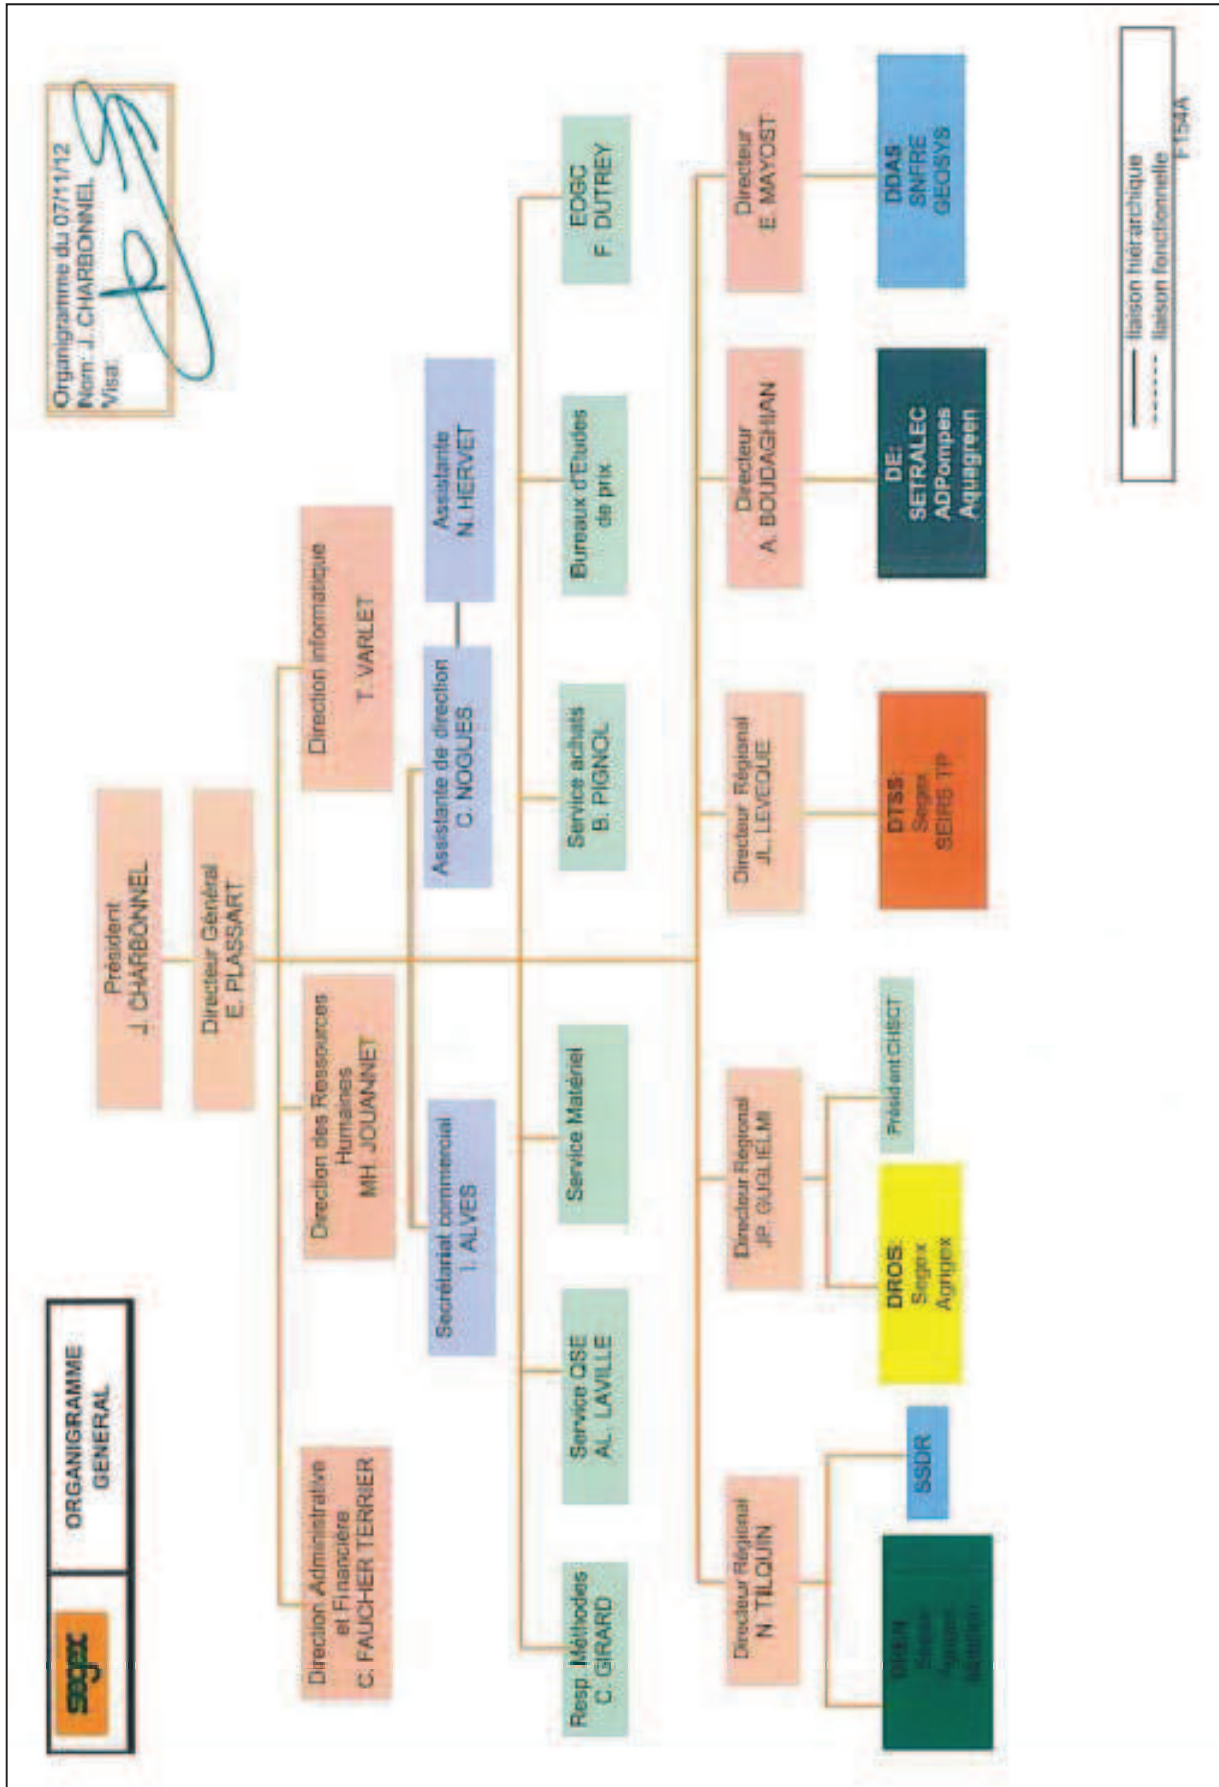 segex
ORGANIGRAMME
GENERAL
Organigramme du 07/11/12
Nom: J. CHARBONNEL
Visa:
Président
J. CHARBONNEL
Directeur Général
E. PLASSART
Direction Administrative
et Financière
C. FAUCHER TERRIER
Direction des Ressources
Humaines
MH. JOUANNET
Direction informatique
T. VARLET
Secrétariat commercial
I. ALVES
Assistante de direction
C. NOGUES
Assistante
N. HERVET
Resp. Méthodes
C. GIRARD
Service QSE
AL. LAVILLE
Service Matériel
Service achats
B. PIGNOL
Bureaux d'Etudes
de prix
EDGC
F. DUTREY
Directeur Régional
N. TILQUIN
Directeur Régional
JP. GUGLIELMI
Directeur Régional
JL. LEVEQUE
Directeur
A. BOUDAGHIAN
Directeur
E. MAYOST
DREN
Segex
SSDR
DROS:
Segex
Agrigex
Président CHSCT
DTSS:
Segex
SEIRS TP
DE:
SETRALEC
ADPompes
Aquagreen
DDAS:
SNFRE
GEOSYS
liaison hiérarchique
liaison fonctionnelle
F154A